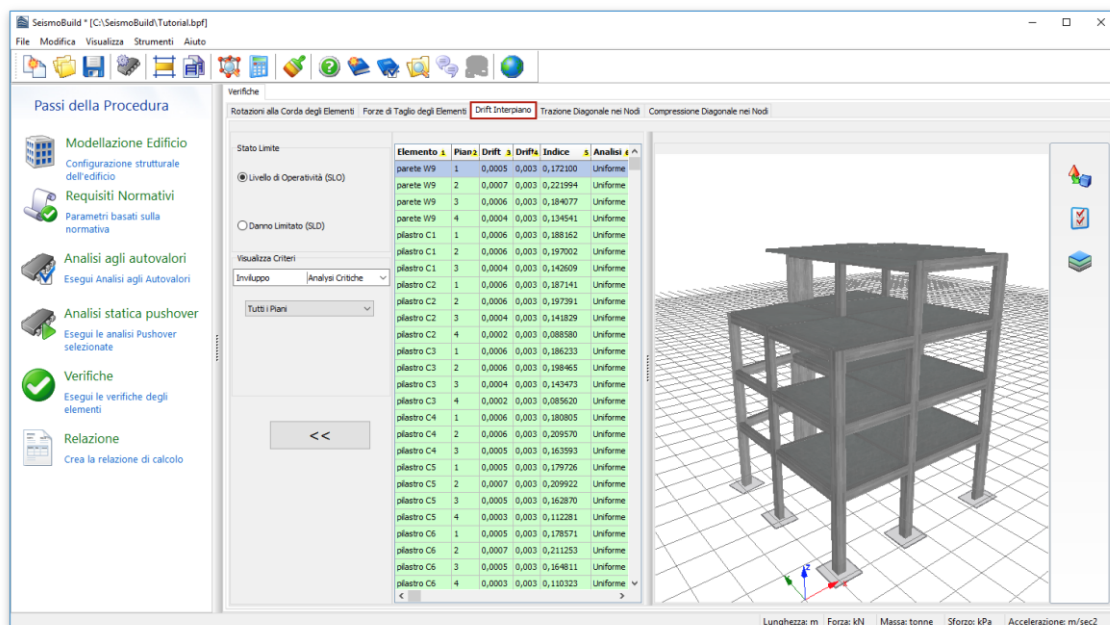 SeismoBuild * [C:\SeismoBuild\Tutorial.bpf]
File Modifica Visualizza Strumenti Aiuto
Passi della Procedura
Modellazione Edificio
Configurazione strutturale
dell'edificio
Requisiti Normativi
Parametri basati sulla
normativa
Analisi agli autovalori
Esegui Analisi agli Autovalori
Analisi statica pushover
Esegui le analisi Pushover
selezionate
Verifiche
Esegui le verifiche degli
elementi
Relazione
Crea la relazione di calcolo
Verifiche
Rotazioni alla Corda degli Elementi Forze di Taglio degli Elementi Drift Interpiano Trazione Diagonale nei Nodi Compressione Diagonale nei Nodi
Stato Limite
Livello di Operatività (SLO)
Danno Limitato (SLD)
Visualizza Criteri
Inviluppo Analysi Critiche
Tutti i Piani
<<
Elemento 1 Pian 2 Drift 3 Drift 4 Indice 5 Analisi 6
parete W9 1 0,0005 0,003 0,172100 Uniforme
parete W9 2 0,0007 0,003 0,221994 Uniforme
parete W9 3 0,0006 0,003 0,184077 Uniforme
parete W9 4 0,0004 0,003 0,134541 Uniforme
pilastro C1 1 0,0006 0,003 0,188162 Uniforme
pilastro C1 2 0,0006 0,003 0,197002 Uniforme
pilastro C1 3 0,0004 0,003 0,142609 Uniforme
pilastro C2 1 0,0006 0,003 0,187141 Uniforme
pilastro C2 2 0,0006 0,003 0,197391 Uniforme
pilastro C2 3 0,0004 0,003 0,141829 Uniforme
pilastro C2 4 0,0002 0,003 0,088580 Uniforme
pilastro C3 1 0,0006 0,003 0,186233 Uniforme
pilastro C3 2 0,0006 0,003 0,198465 Uniforme
pilastro C3 3 0,0004 0,003 0,143473 Uniforme
pilastro C3 4 0,0002 0,003 0,085620 Uniforme
pilastro C4 1 0,0006 0,003 0,180805 Uniforme
pilastro C4 2 0,0006 0,003 0,209570 Uniforme
pilastro C4 3 0,0005 0,003 0,163593 Uniforme
pilastro C5 1 0,0005 0,003 0,179726 Uniforme
pilastro C5 2 0,0007 0,003 0,209922 Uniforme
pilastro C5 3 0,0005 0,003 0,162870 Uniforme
pilastro C5 4 0,0003 0,003 0,112281 Uniforme
pilastro C6 1 0,0005 0,003 0,178571 Uniforme
pilastro C6 2 0,0007 0,003 0,211253 Uniforme
pilastro C6 3 0,0005 0,003 0,164811 Uniforme
pilastro C6 4 0,0003 0,003 0,110323 Uniforme
z
Lunghezza: m Forza: kN Massa: tonne Sforzo: kPa Accelerazione: m/sec2